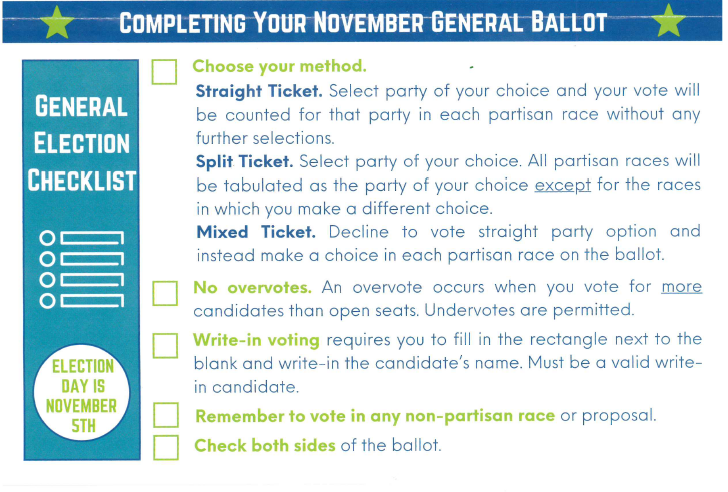 COMPLETING YOUR NOVEMBER GENERAL BALLOT
GENERAL
ELECTION
CHECKLIST
ELECTION
DAY IS
NOVEMBER
5TH
Choose your method.
Straight Ticket. Select party of your choice and your vote will
be counted for that party in each partisan race without any
further selections.
Split Ticket. Select party of your choice. All partisan races will
be tabulated as the party of your choice except for the races
in which you make a different choice.
Mixed Ticket. Decline to vote straight party option and
instead make a choice in each partisan race on the ballot.
No overvotes. An overvote occurs when you vote for more
candidates than open seats. Undervotes are permitted.
Write-in voting requires you to fill in the rectangle next to the
blank and write-in the candidate's name. Must be a valid write-
in candidate.
Remember to vote in any non-partisan race or proposal.
Check both sides of the ballot.